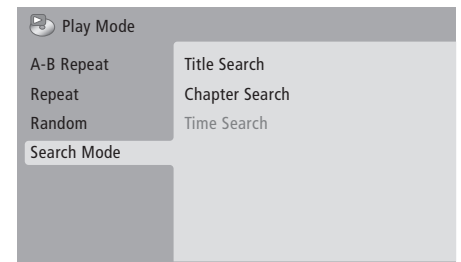 Play Mode
A-B Repeat
Repeat
Random
Search Mode
Title Search
Chapter Search
Time Search